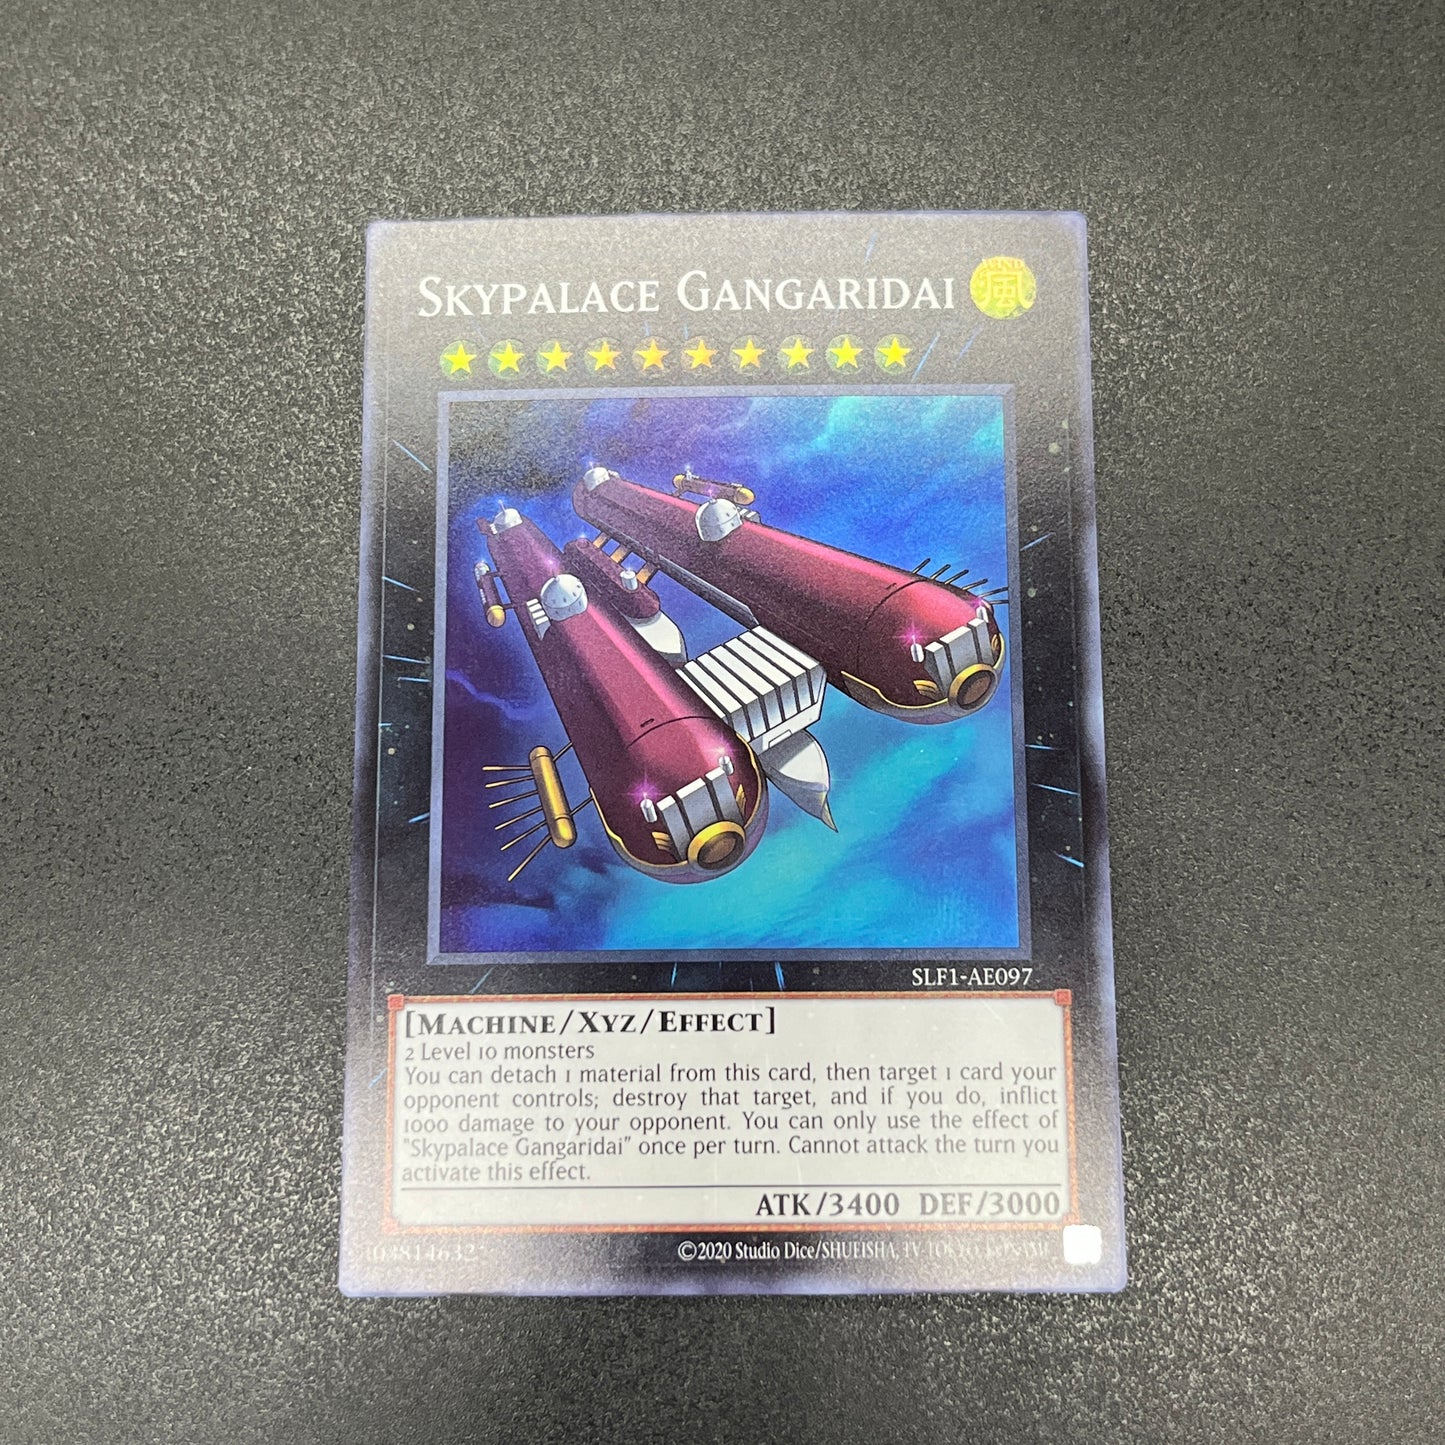 SKYPALACE GANGARIDAI
WIND
風
SLF1-AE097
[MACHINE/XYZ/EFFECT]
2 Level 10 monsters
You can detach 1 material from this card, then target 1 card your
opponent controls; destroy that target, and if you do, inflict
1000 damage to your opponent. You can only use the effect of
"Skypalace Gangaridai" once per turn. Cannot attack the turn you
activate this effect.
ATK/3400 DEF/3000
03814632
©2020 Studio Dice/SHUEISHA, TV TOKYO, KONAMI